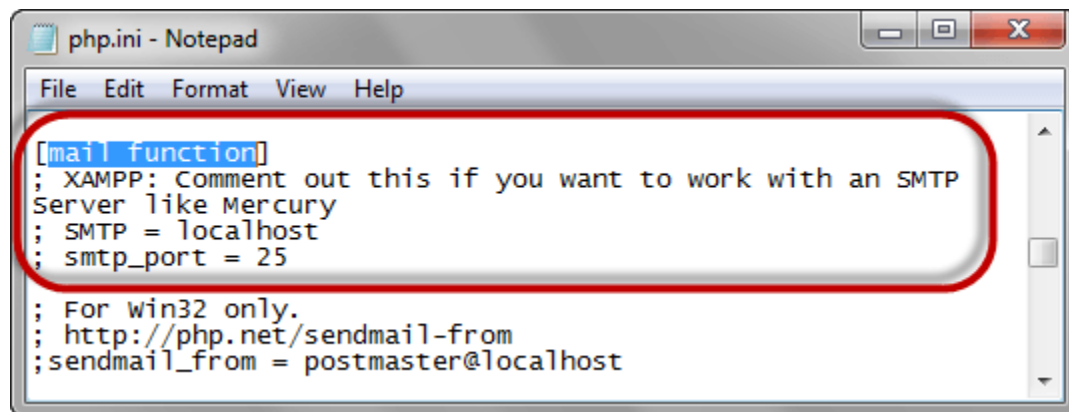 php.ini - Notepad
File Edit Format View Help
[mail function]
; XAMPP: Comment out this if you want to work with an SMTP
Server like Mercury
; SMTP = localhost
; smtp_port = 25
; For Win32 only.
; http://php.net/sendmail-from
;sendmail_from = postmaster@localhost